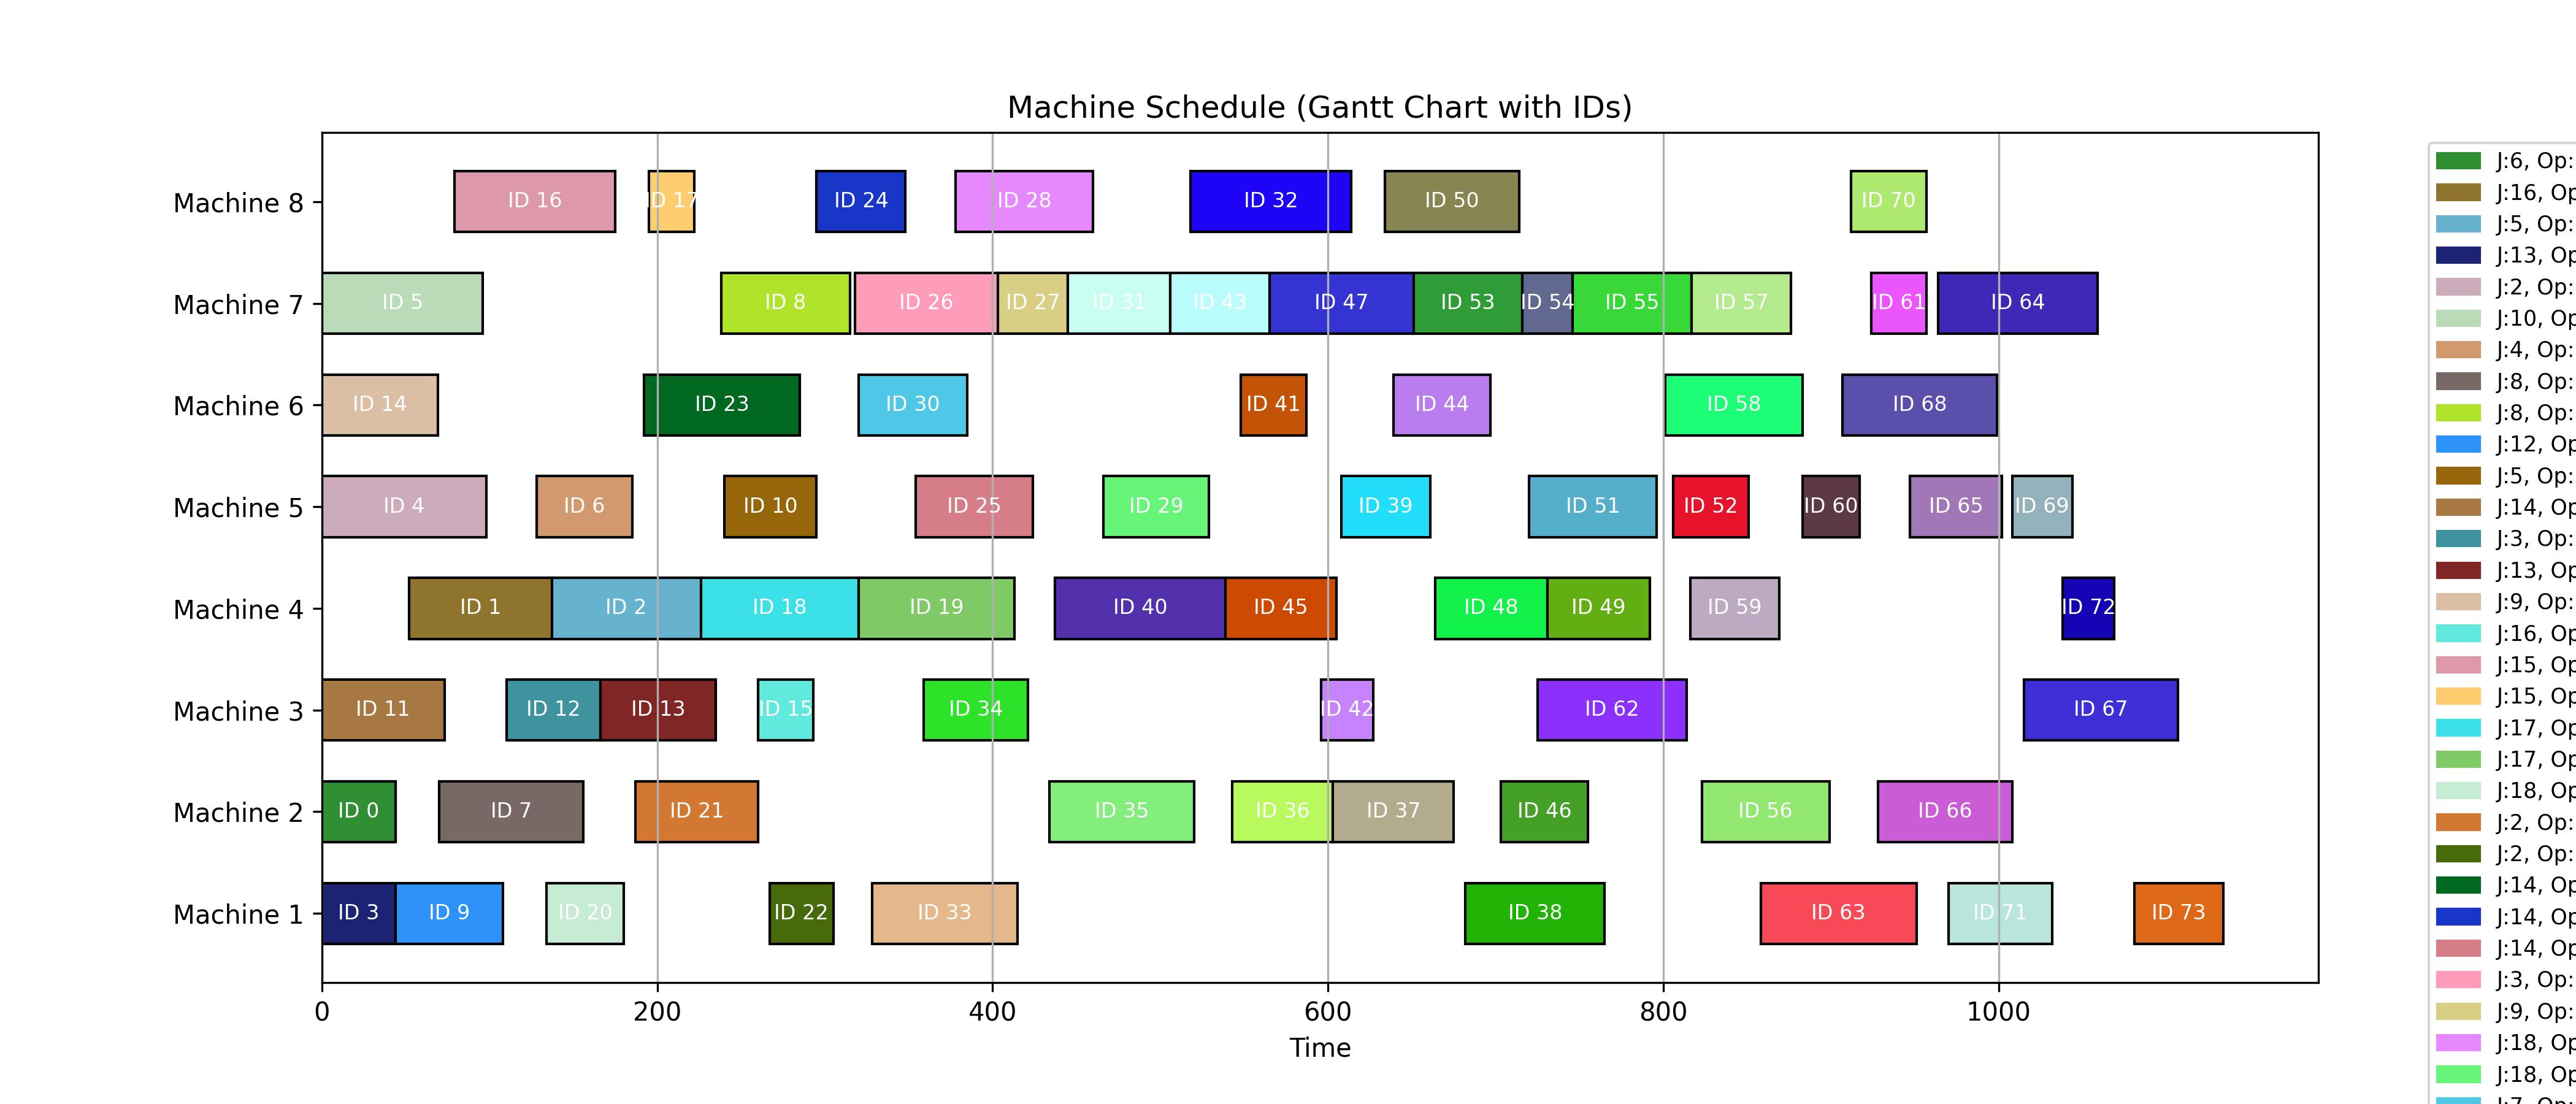 Machine Schedule (Gantt Chart with IDs)
Machine 8
ID 16
ID 17
ID 24
ID 28
ID 32
ID 50
ID 70
Machine 7
ID 5
ID 8
ID 26
ID 27
ID 31
ID 43
ID 47
ID 53
ID 54
ID 55
ID 57
ID 61
ID 64
Machine 6
ID 14
ID 23
ID 30
ID 41
ID 44
ID 58
ID 68
Machine 5
ID 4
ID 6
ID 10
ID 25
ID 29
ID 39
ID 51
ID 52
ID 60
ID 65
ID 69
Machine 4
ID 1
ID 2
ID 18
ID 19
ID 40
ID 45
ID 48
ID 49
ID 59
ID 72
Machine 3
ID 11
ID 12
ID 13
ID 15
ID 34
ID 42
ID 62
ID 67
Machine 2
ID 0
ID 7
ID 21
ID 35
ID 36
ID 37
ID 46
ID 56
ID 66
Machine 1
ID 3
ID 9
ID 20
ID 22
ID 33
ID 38
ID 63
ID 71
ID 73
0
200
400
600
800
1000
Time
J:6, Op:
J:16, Op
J:5, Op:
J:13, Op
J:2, Op:
J:10, Op
J:4, Op:
J:8, Op:
J:8, Op:
J:12, Op
J:5, Op:
J:14, Op
J:3, Op:
J:13, Op
J:9, Op:
J:16, Op
J:15, Op
J:15, Op
J:17, Op
J:17, Op
J:18, Op
J:2, Op:
J:2, Op:
J:14, Op
J:14, Op
J:14, Op
J:3, Op:
J:9, Op:
J:18, Op
J:18, Op
J:7, Op: